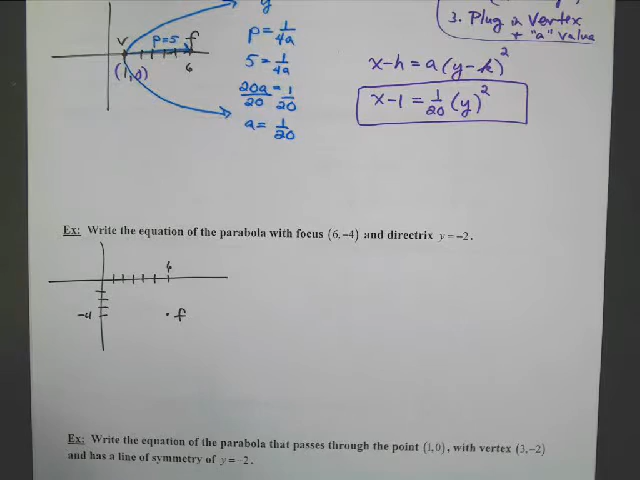 y
3. Plug in Vertex
+ "a" value
p = 1/4a
5 = 1/4a
20a/20 = 1/20
a = 1/20
V
p=5
f
(1,0)
6
x-h = a(y-k)²
x-1 = 1/20 (y)²
Ex: Write the equation of the parabola with focus (6,−4) and directrix y = −2.
6
-4
f
Ex: Write the equation of the parabola that passes through the point (1,0), with vertex (3,−2)
and has a line of symmetry of y = −2.